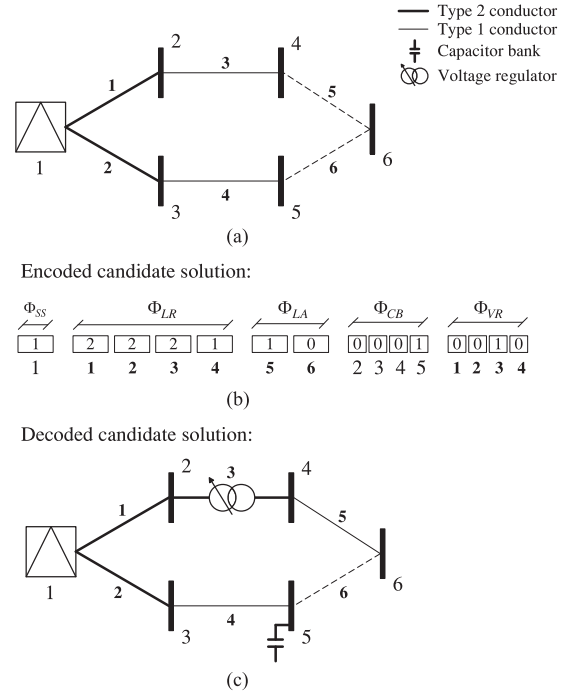 Type 2 conductor
Type 1 conductor
Capacitor bank
Voltage regulator
2 4
1 3 5
1 2 6 6
3 4 5
(a)
Encoded candidate solution:
Φ_SS Φ_LR Φ_LA Φ_CB Φ_VR
1 2 2 2 1 1 0 0 0 0 1 0 0 1 0
1 1 2 3 4 5 6 2 3 4 5 1 2 3 4
(b)
Decoded candidate solution:
2 3 4
1 5
1 2 6 6
3 4 5
(c)